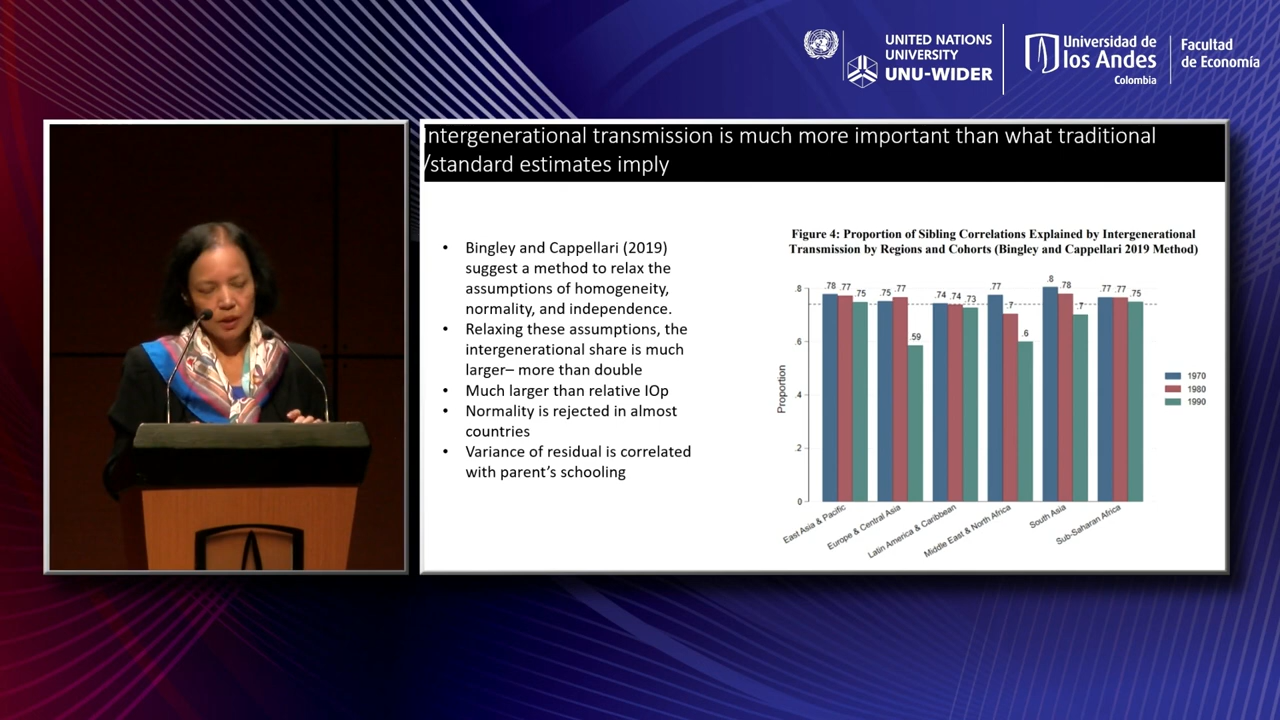 UNITED NATIONS
UNIVERSITY
UNU-WIDER
Universidad de
los Andes
Colombia
Facultad
de Economía
Intergenerational transmission is much more important than what traditional
/standard estimates imply
• Bingley and Cappellari (2019)
suggest a method to relax the
assumptions of homogeneity,
normality, and independence.
• Relaxing these assumptions, the
intergenerational share is much
larger– more than double
• Much larger than relative IOp
• Normality is rejected in almost
countries
• Variance of residual is correlated
with parent's schooling
Figure 4: Proportion of Sibling Correlations Explained by Intergenerational
Transmission by Regions and Cohorts (Bingley and Cappellari 2019 Method)
Proportion
.8
.6
.4
.2
0
.78 .77 .75
.75 .77 .59
.74 .74 .73
.77 .7 .6
.8 .78 .7
.77 .77 .75
East Asia & Pacific
Europe & Central Asia
Latin America & Caribbean
Middle East & North Africa
South Asia
Sub-Saharan Africa
1970
1980
1990